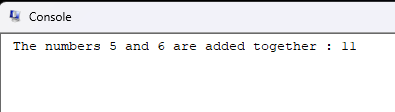 Console
The numbers 5 and 6 are added together : 11